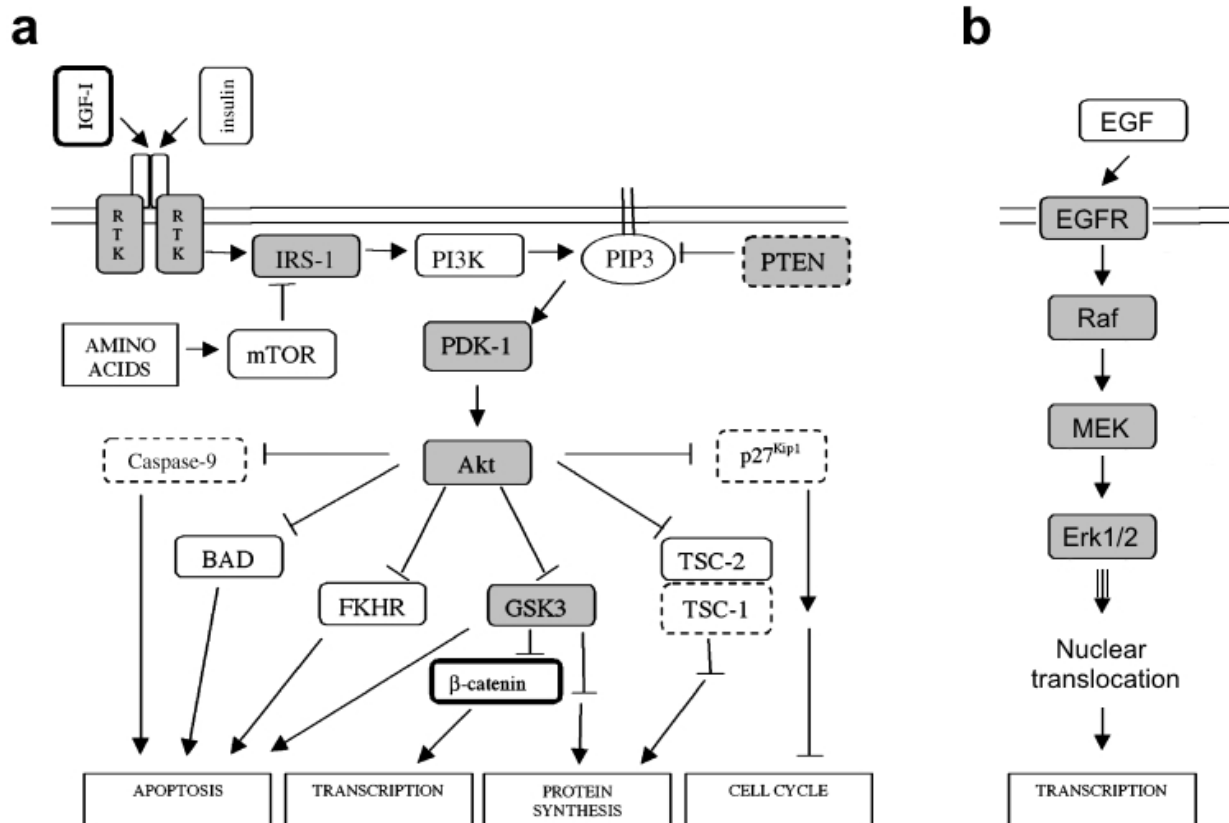 a
IGF-I
insulin
RTK
RTK
IRS-1
PI3K
PIP3
PTEN
AMINO
ACIDS
mTOR
PDK-1
Caspase-9
Akt
p27Kip1
BAD
FKHR
GSK3
TSC-2
TSC-1
β-catenin
APOPTOSIS
TRANSCRIPTION
PROTEIN
SYNTHESIS
CELL CYCLE
b
EGF
EGFR
Raf
MEK
Erk1/2
Nuclear
translocation
TRANSCRIPTION